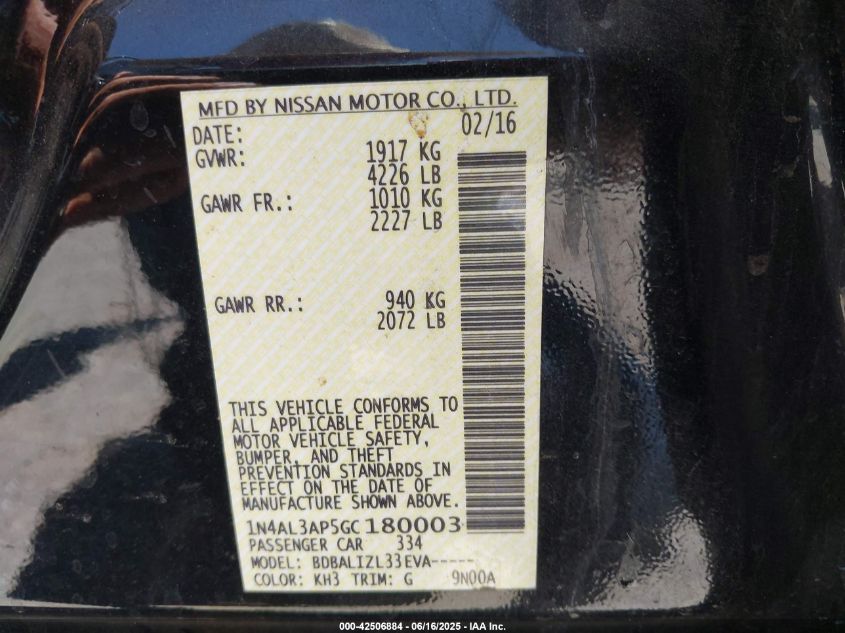 MFD BY NISSAN MOTOR CO., LTD.
DATE: 02/16
GVWR: 1917 KG
4226 LB
GAWR FR.: 1010 KG
2227 LB
GAWR RR.: 940 KG
2072 LB
THIS VEHICLE CONFORMS TO
ALL APPLICABLE FEDERAL
MOTOR VEHICLE SAFETY,
BUMPER, AND THEFT
PREVENTION STANDARDS IN
EFFECT ON THE DATE OF
MANUFACTURE SHOWN ABOVE.
1N4AL3AP5GC180003
PASSENGER CAR 334
MODEL: BDBALIZL33EVA-----
COLOR: KH3 TRIM: G 9N00A
000-42506884 - 06/16/2025 - IAA Inc.